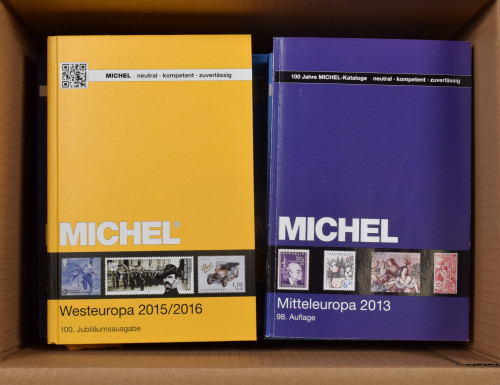 MICHEL neutral · kompetent · zuverlässig
MICHEL®
Westeuropa 2015/2016
100. Jubiläumsausgabe
100 Jahre MICHEL-Kataloge neutral · kompetent · zuverlässig
MICHEL
Mitteleuropa 2013
98. Auflage